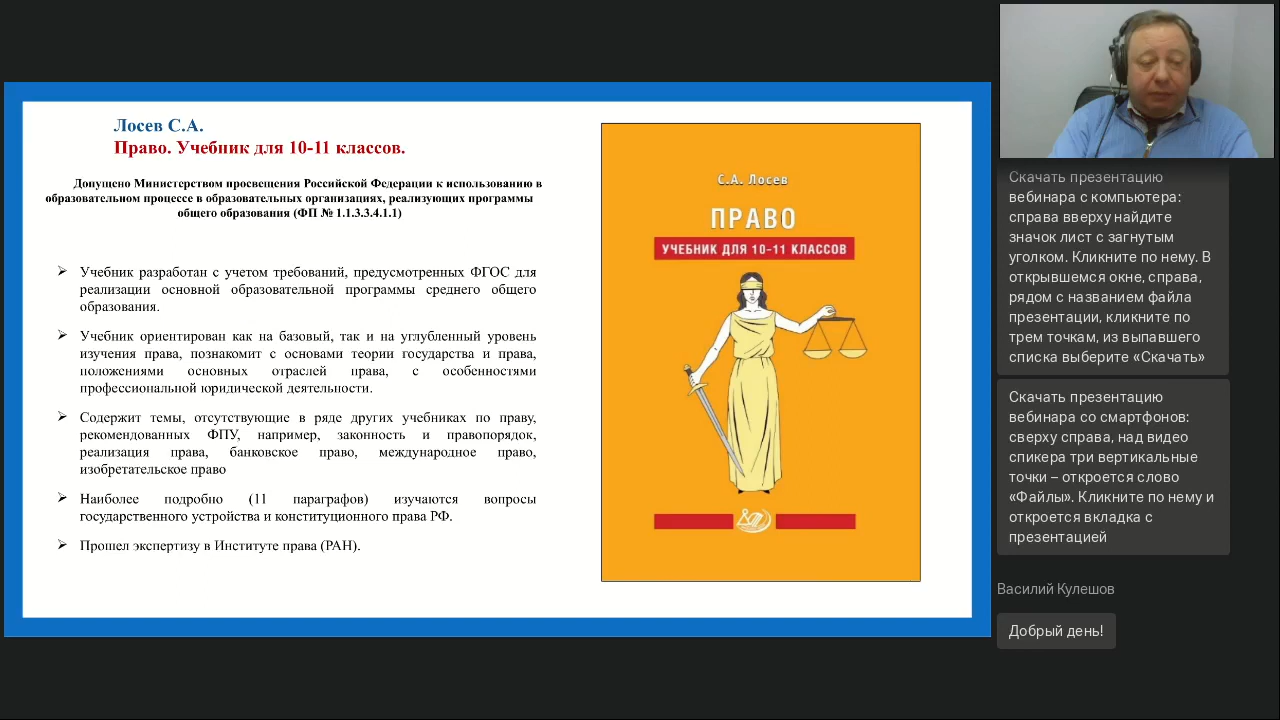 Лосев С.А.
Право. Учебник для 10-11 классов.
Допущено Министерством просвещения Российской Федерации к использованию в
образовательном процессе в образовательных организациях, реализующих программы
общего образования (ФП № 1.1.3.3.4.1.1)
➢ Учебник разработан с учетом требований, предусмотренных ФГОС для
реализации основной образовательной программы среднего общего
образования.
➢ Учебник ориентирован как на базовый, так и на углубленный уровень
изучения права, познакомит с основами теории государства и права,
положениями основных отраслей права, с особенностями
профессиональной юридической деятельности.
➢ Содержит темы, отсутствующие в ряде других учебниках по праву,
рекомендованных ФПУ, например, законность и правопорядок,
реализация права, банковское право, международное право,
изобретательское право
➢ Наиболее подробно (11 параграфов) изучаются вопросы
государственного устройства и конституционного права РФ.
➢ Прошел экспертизу в Институте права (РАН).
С.А. Лосев
ПРАВО
УЧЕБНИК ДЛЯ 10-11 КЛАССОВ
Скачать презентацию
вебинара с компьютера:
справа вверху найдите
значок лист с загнутым
уголком. Кликните по нему. В
открывшемся окне, справа,
рядом с названием файла
презентации, кликните по
трем точкам, из выпавшего
списка выберите «Скачать»
Скачать презентацию
вебинара со смартфонов:
сверху справа, над видео
спикера три вертикальные
точки – откроется слово
«Файлы». Кликните по нему и
откроется вкладка с
презентацией
Василий Кулешов
Добрый день!